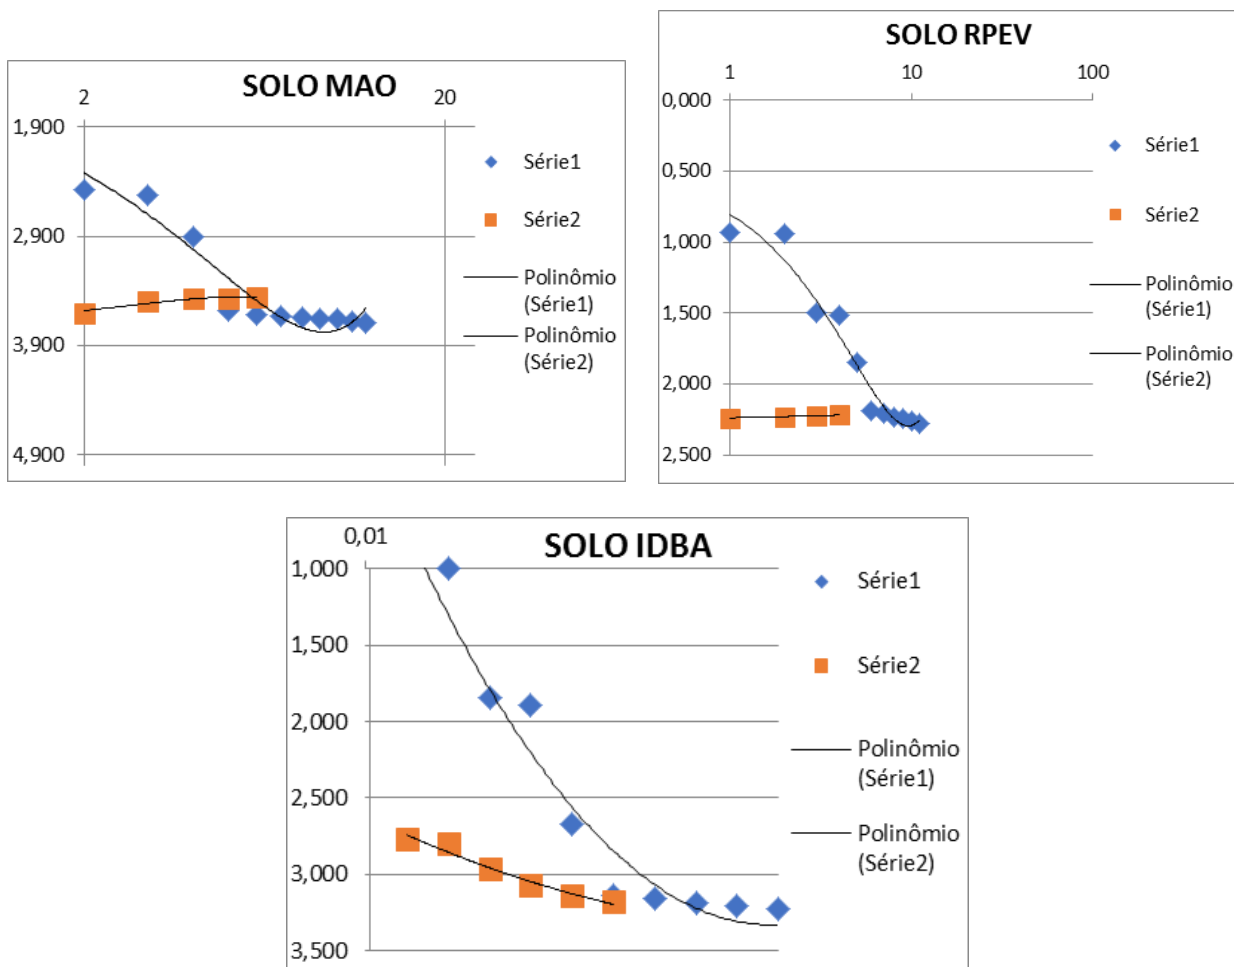 SOLO MAO
2
20
1,900
2,900
3,900
4,900
Série1
Série2
Polinômio
(Série1)
Polinômio
(Série2)
SOLO RPEV
1
10
100
0,000
0,500
1,000
1,500
2,000
2,500
Série1
Série2
Polinômio
(Série1)
Polinômio
(Série2)
SOLO IDBA
0,01
1,000
1,500
2,000
2,500
3,000
3,500
Série1
Série2
Polinômio
(Série1)
Polinômio
(Série2)